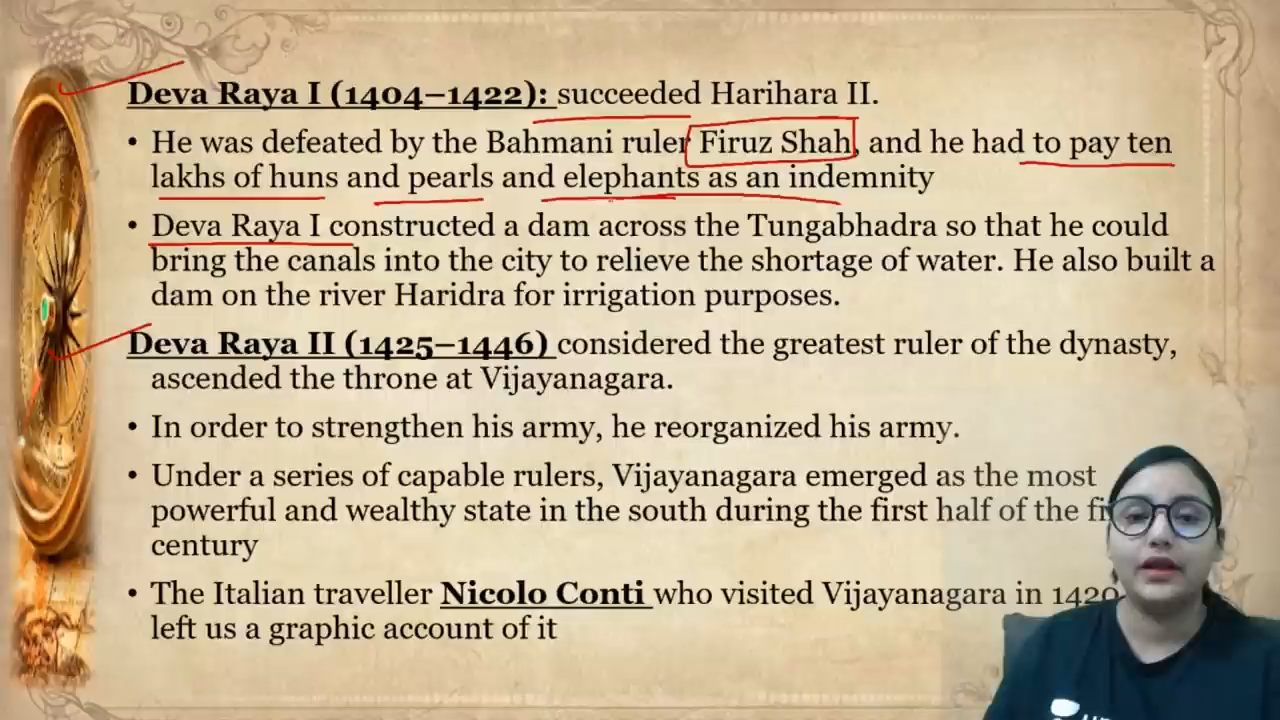 Deva Raya I (1404–1422): succeeded Harihara II.
• He was defeated by the Bahmani ruler Firuz Shah, and he had to pay ten
lakhs of huns and pearls and elephants as an indemnity
• Deva Raya I constructed a dam across the Tungabhadra so that he could
bring the canals into the city to relieve the shortage of water. He also built a
dam on the river Haridra for irrigation purposes.
Deva Raya II (1425–1446) considered the greatest ruler of the dynasty,
ascended the throne at Vijayanagara.
• In order to strengthen his army, he reorganized his army.
• Under a series of capable rulers, Vijayanagara emerged as the most
powerful and wealthy state in the south during the first half of the
century
• The Italian traveller Nicolo Conti who visited Vijayanagara in 1420
left us a graphic account of it